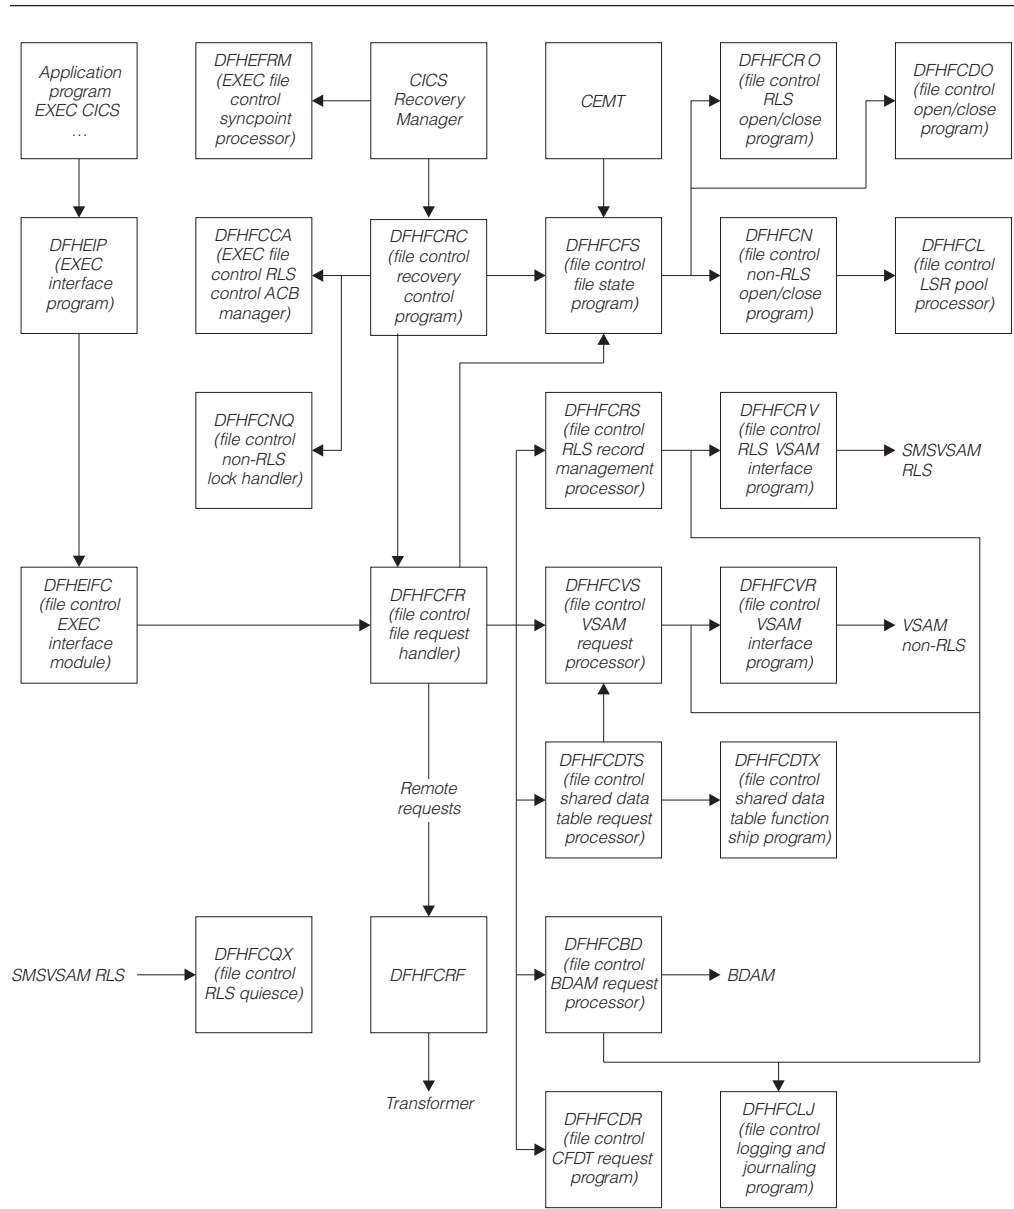 Application
program
EXEC CICS
...
DFHEFRM
(EXEC file
control
syncpoint
processor)
CICS
Recovery
Manager
CEMT
DFHFCR O
(file control
RLS
open/close
program)
DFHFCDO
(file control
open/close
program)
DFHEIP
(EXEC
interface
program)
DFHFCCA
(EXEC file
control RLS
control ACB
manager)
DFHFCRC
(file control
recovery
control
program)
DFHFCFS
(file control
file state
program)
DFHFCN
(file control
non-RLS
open/close
program)
DFHFCL
(file control
LSR pool
processor)
DFHFCNQ
(file control
non-RLS
lock handler)
DFHFCRS
(file control
RLS record
management
processor)
DFHFCR V
(file control
RLS VSAM
interface
program)
SMSVSAM
RLS
DFHEIFC
(file control
EXEC
interface
module)
DFHFCFR
(file control
file request
handler)
DFHFCVS
(file control
VSAM
request
processor)
DFHFCVR
(file control
VSAM
interface
program)
VSAM
non-RLS
Remote
requests
DFHFCDTS
(file control
shared data
table request
processor)
DFHFCDTX
(file control
shared data
table function
ship program)
SMSVSAM RLS
DFHFCQX
(file control
RLS quiesce)
DFHFCRF
DFHFCBD
(file control
BDAM request
processor)
BDAM
Transformer
DFHFCDR
(file control
CFDT request
program)
DFHFCLJ
(file control
logging and
journaling
program)